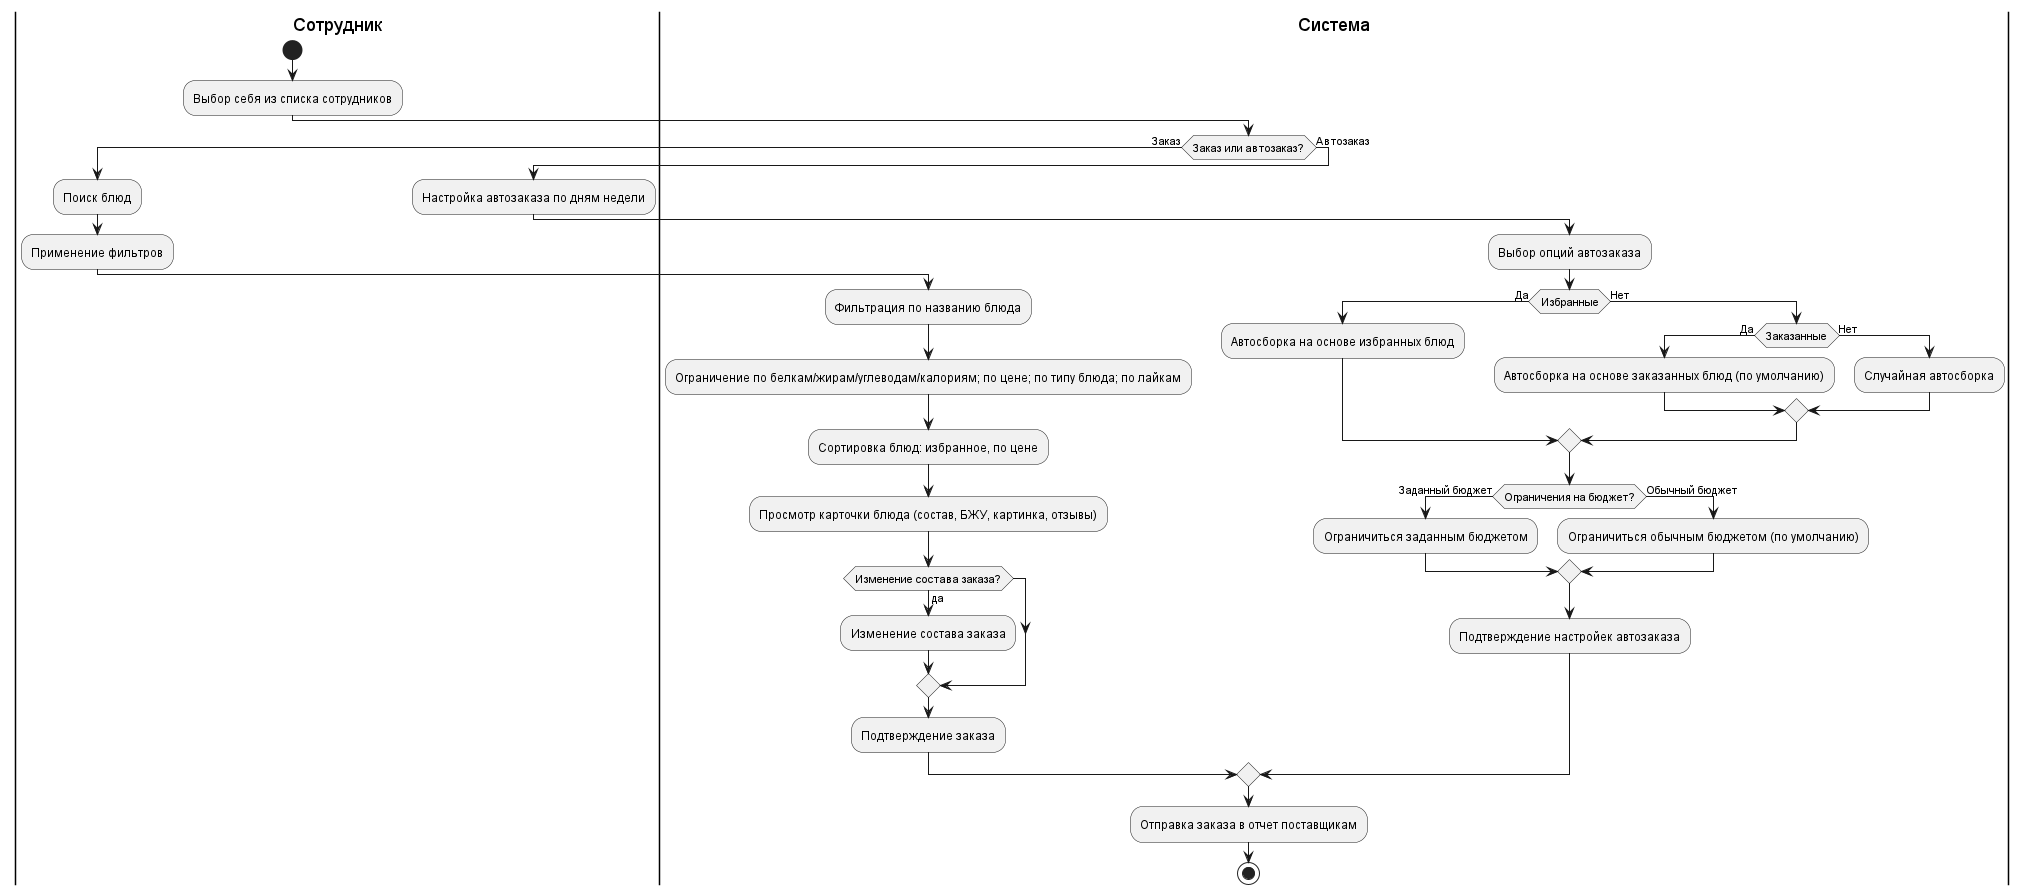 Сотрудник
Система
Выбор себя из списка сотрудников
Заказ
Заказ или автозаказ?
Автозаказ
Поиск блюд
Настройка автозаказа по дням недели
Применение фильтров
Выбор опций автозаказа
Фильтрация по названию блюда
Да
Избранные
Нет
Автосборка на основе избранных блюд
Да
Заказанные
Нет
Ограничение по белкам/жирам/углеводам/калориям; по цене; по типу блюда; по лайкам
Автосборка на основе заказанных блюд (по умолчанию)
Случайная автосборка
Сортировка блюд: избранное, по цене
Заданный бюджет
Ограничения на бюджет?
Обычный бюджет
Просмотр карточки блюда (состав, БЖУ, картинка, отзывы)
Ограничиться заданным бюджетом
Ограничиться обычным бюджетом (по умолчанию)
Изменение состава заказа?
да
Изменение состава заказа
Подтверждение настройек автозаказа
Подтверждение заказа
Отправка заказа в отчет поставщикам